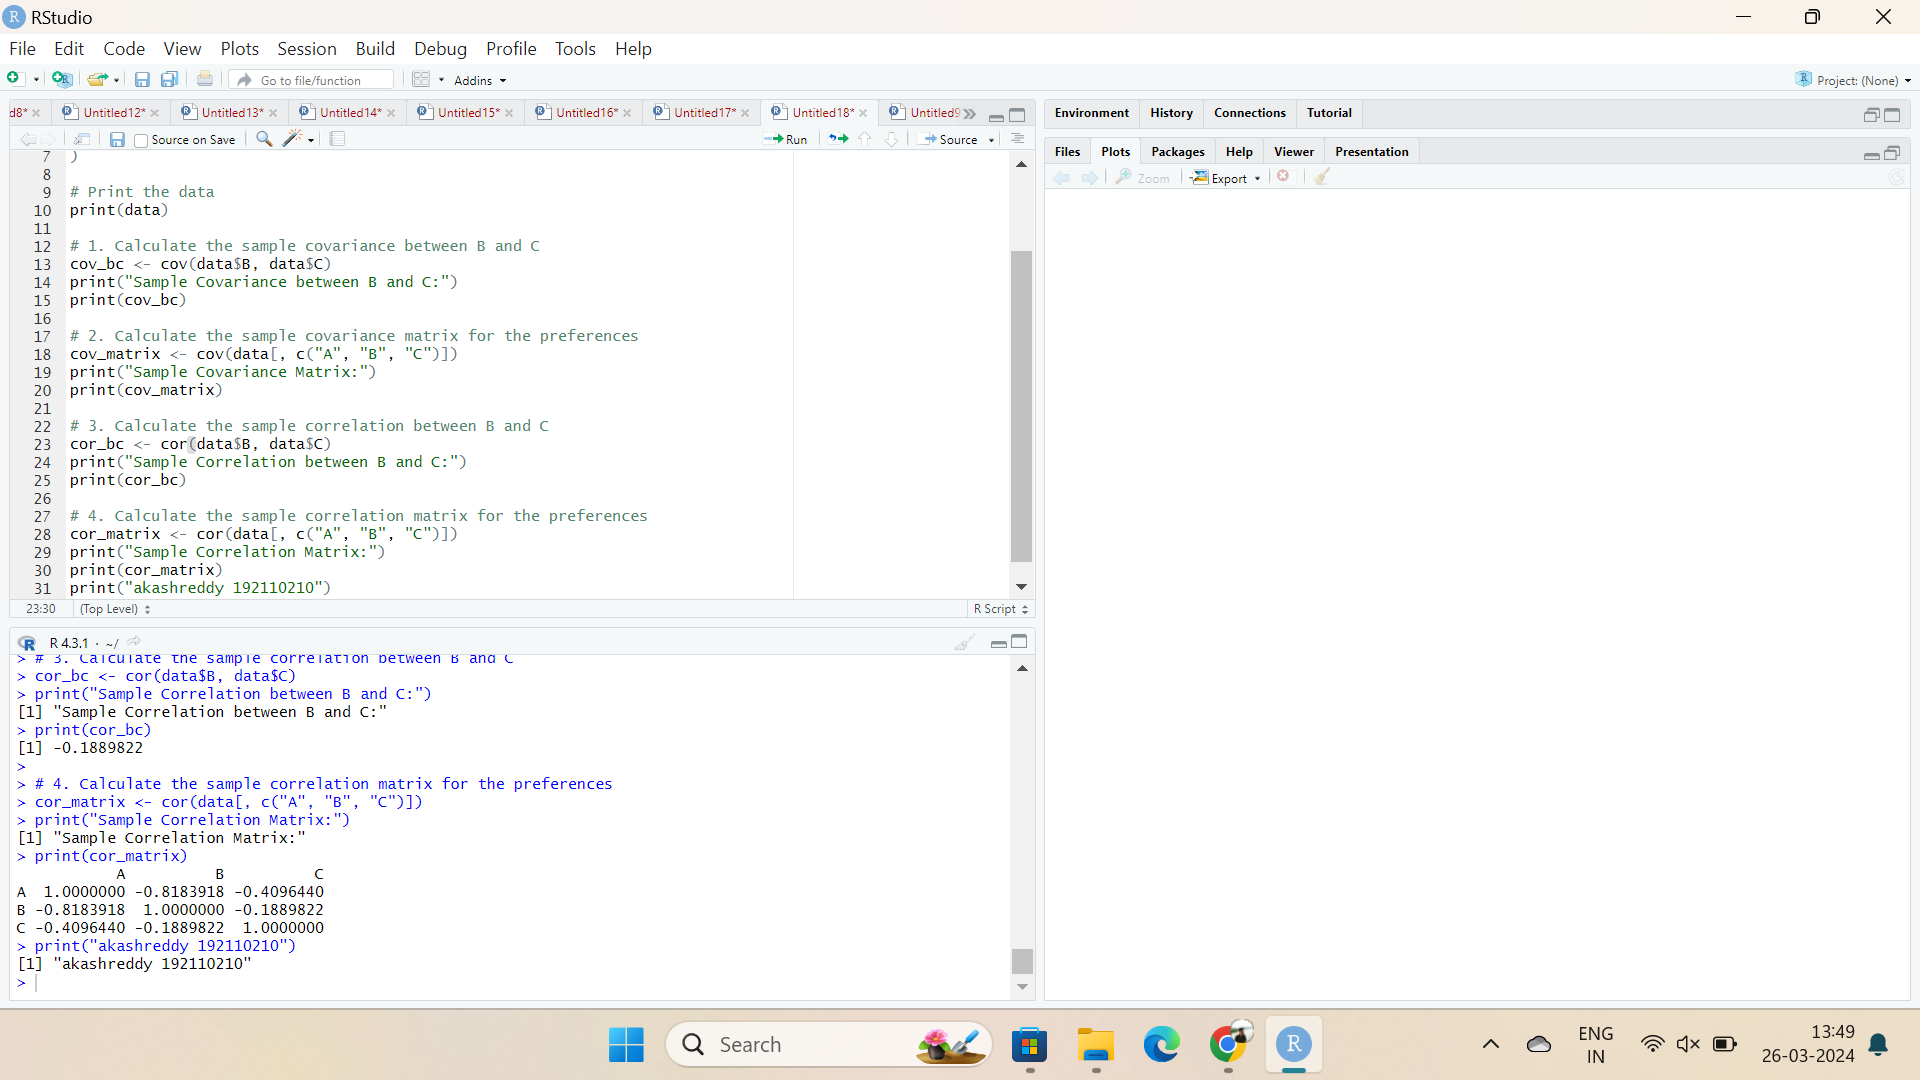 RStudio
File Edit Code View Plots Session Build Debug Profile Tools Help
Go to file/function Addins Project: (None)
d8* Untitled12* Untitled13* Untitled14* Untitled15* Untitled16* Untitled17* Untitled18* Untitled9
Source on Save Run Source
7 )
8
9 # Print the data
10 print(data)
11
12 # 1. Calculate the sample covariance between B and C
13 cov_bc <- cov(data$B, data$C)
14 print("Sample Covariance between B and C:")
15 print(cov_bc)
16
17 # 2. Calculate the sample covariance matrix for the preferences
18 cov_matrix <- cov(data[, c("A", "B", "C")])
19 print("Sample Covariance Matrix:")
20 print(cov_matrix)
21
22 # 3. Calculate the sample correlation between B and C
23 cor_bc <- cor(data$B, data$C)
24 print("Sample Correlation between B and C:")
25 print(cor_bc)
26
27 # 4. Calculate the sample correlation matrix for the preferences
28 cor_matrix <- cor(data[, c("A", "B", "C")])
29 print("Sample Correlation Matrix:")
30 print(cor_matrix)
31 print("akashreddy 192110210")
23:30 (Top Level) R Script
R 4.3.1 · ~/
> # 3. Calculate the sample correlation between B and C
> cor_bc <- cor(data$B, data$C)
> print("Sample Correlation between B and C:")
[1] "Sample Correlation between B and C:"
> print(cor_bc)
[1] -0.1889822
>
> # 4. Calculate the sample correlation matrix for the preferences
> cor_matrix <- cor(data[, c("A", "B", "C")])
> print("Sample Correlation Matrix:")
[1] "Sample Correlation Matrix:"
> print(cor_matrix)
A B C
A 1.0000000 -0.8183918 -0.4096440
B -0.8183918 1.0000000 -0.1889822
C -0.4096440 -0.1889822 1.0000000
> print("akashreddy 192110210")
[1] "akashreddy 192110210"
>
Environment History Connections Tutorial
Files Plots Packages Help Viewer Presentation
Zoom Export
Search
ENG
IN
13:49
26-03-2024